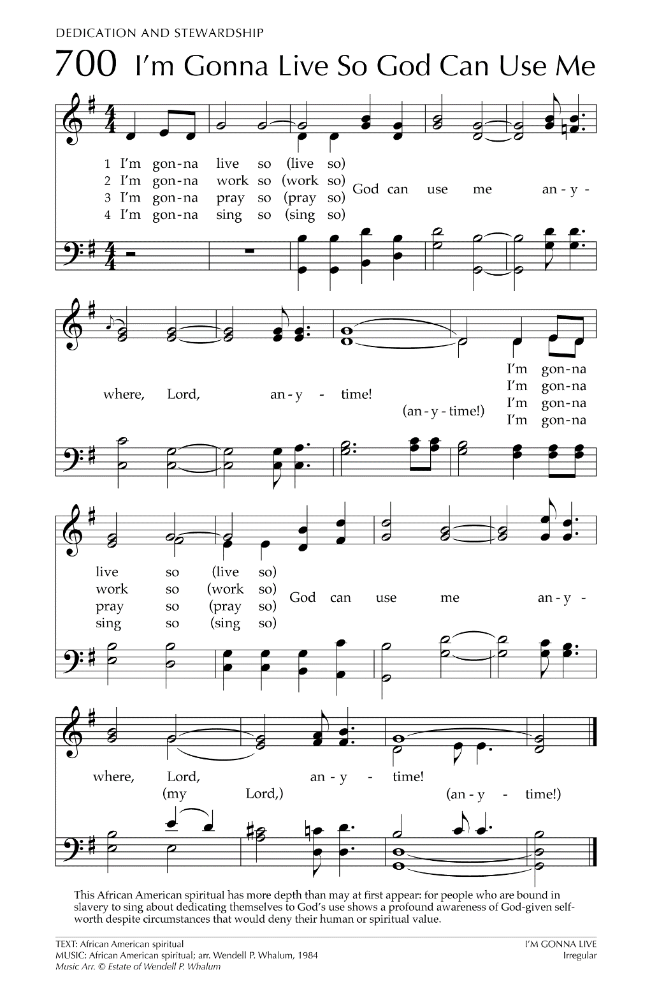 DEDICATION AND STEWARDSHIP
700 I'm Gonna Live So God Can Use Me
1 I'm gon-na live so (live so)
2 I'm gon-na work so (work so)
God can use me an - y -
3 I'm gon-na pray so (pray so)
4 I'm gon-na sing so (sing so)
I'm gon-na
I'm gon-na
where, Lord, an - y - time!
I'm gon-na
(an - y - time!)
I'm gon-na
live so (live so)
work so (work so)
God can use me an - y -
pray so (pray so)
sing so (sing so)
where, Lord, an - y - time!
(my Lord,) (an - y - time!)
This African American spiritual has more depth than may at first appear: for people who are bound in
slavery to sing about dedicating themselves to God's use shows a profound awareness of God-given self-
worth despite circumstances that would deny their human or spiritual value.
TEXT: African American spiritual I'M GONNA LIVE
MUSIC: African American spiritual; arr. Wendell P. Whalum, 1984 Irregular
Music Arr. © Estate of Wendell P. Whalum